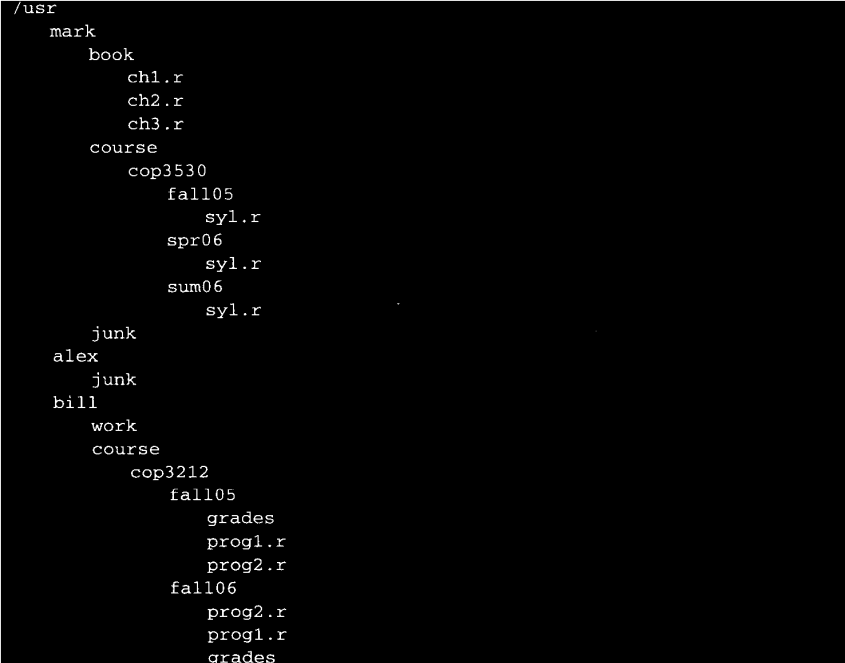 /usr
mark
book
ch1.r
ch2.r
ch3.r
course
cop3530
fall05
syl.r
spr06
syl.r
sum06
syl.r
junk
alex
junk
bill
work
course
cop3212
fall05
grades
prog1.r
prog2.r
fall06
prog2.r
prog1.r
grades